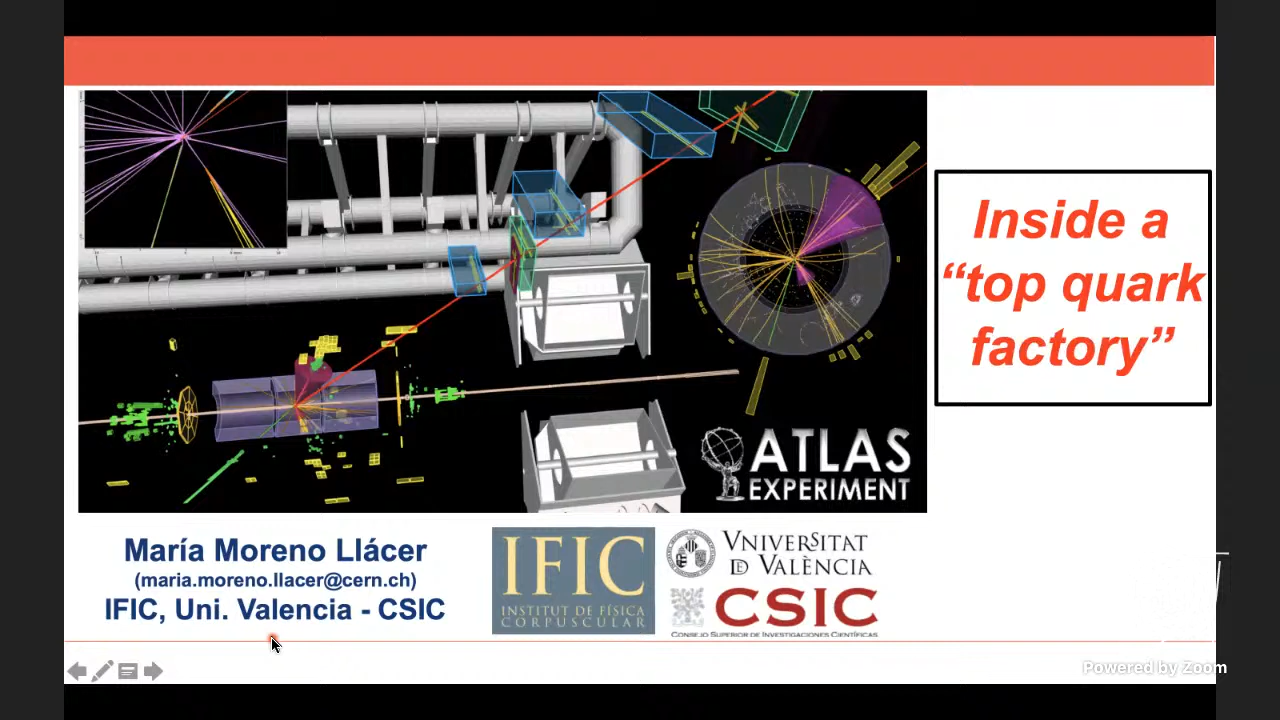 Inside a
“top quark
factory”
ATLAS
EXPERIMENT
María Moreno Llácer
(maria.moreno.llacer@cern.ch)
IFIC, Uni. Valencia - CSIC
IFIC
INSTITUT DE FÍSICA
CORPUSCULAR
VNIVERSITAT
DE VALÈNCIA
CSIC
CONSEJO SUPERIOR DE INVESTIGACIONES CIENTÍFICAS
Powered by Zoom